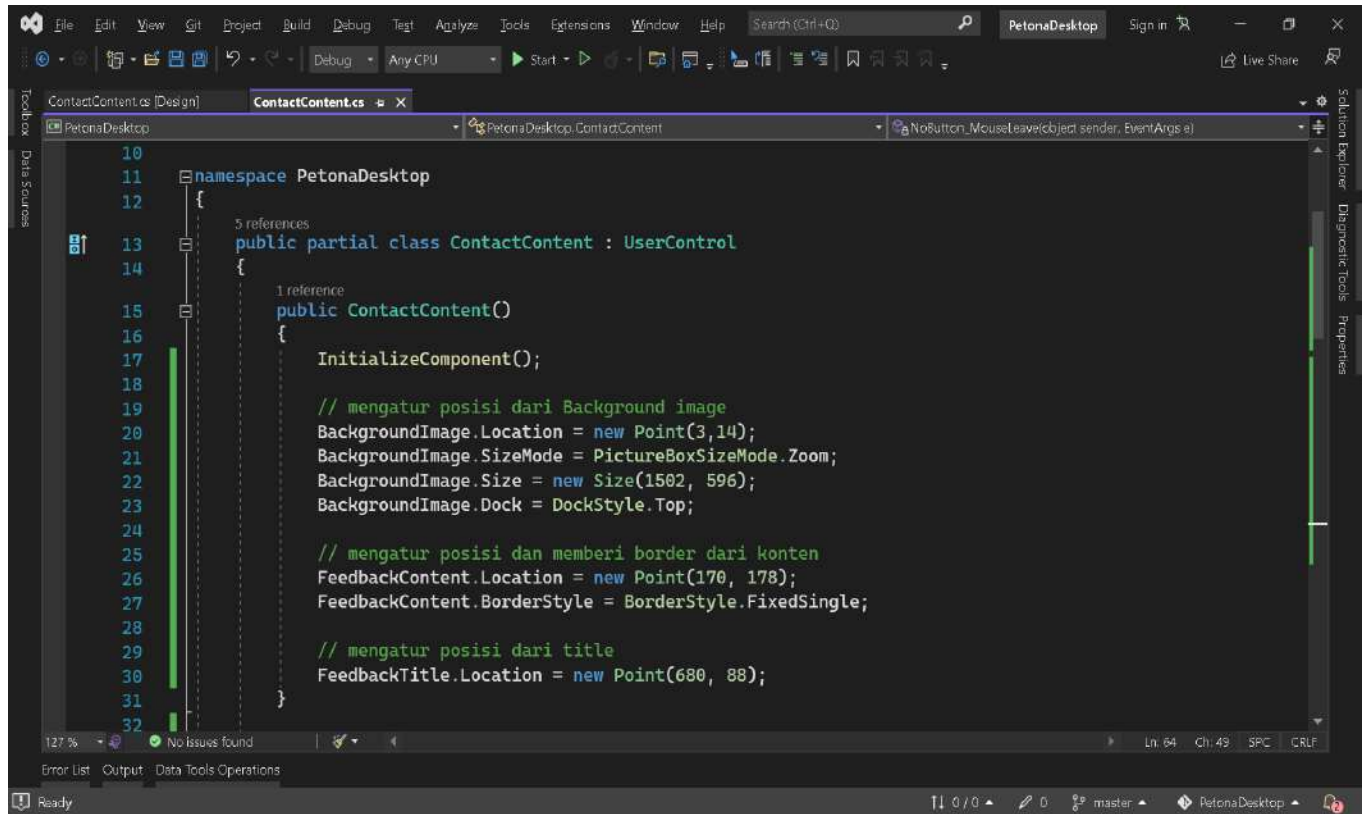 File Edit View Git Project Build Debug Test Analyze Tools Extensions Window Help Search (Ctrl+Q) PetonaDesktop Sign in
Debug Any CPU Start Live Share
Toolbox
Data Sources
ContactContent.cs [Design] ContactContent.cs
PetonaDesktop PetonaDesktop.ContactContent NoButton_MouseLeave(object sender, EventArgs e)
10
11 namespace PetonaDesktop
12 {
5 references
13 public partial class ContactContent : UserControl
14 {
1 reference
15 public ContactContent()
16 {
17 InitializeComponent();
18
19 // mengatur posisi dari Background image
20 BackgroundImage.Location = new Point(3,14);
21 BackgroundImage.SizeMode = PictureBoxSizeMode.Zoom;
22 BackgroundImage.Size = new Size(1502, 596);
23 BackgroundImage.Dock = DockStyle.Top;
24
25 // mengatur posisi dan memberi border dari konten
26 FeedbackContent.Location = new Point(170, 178);
27 FeedbackContent.BorderStyle = BorderStyle.FixedSingle;
28
29 // mengatur posisi dari title
30 FeedbackTitle.Location = new Point(680, 88);
31 }
32
Solution Explorer
Diagnostic Tools
Properties
127 % No issues found Ln: 64 Ch: 49 SPC CRLF
Error List Output Data Tools Operations
Ready 0 / 0 0 master PetonaDesktop 2